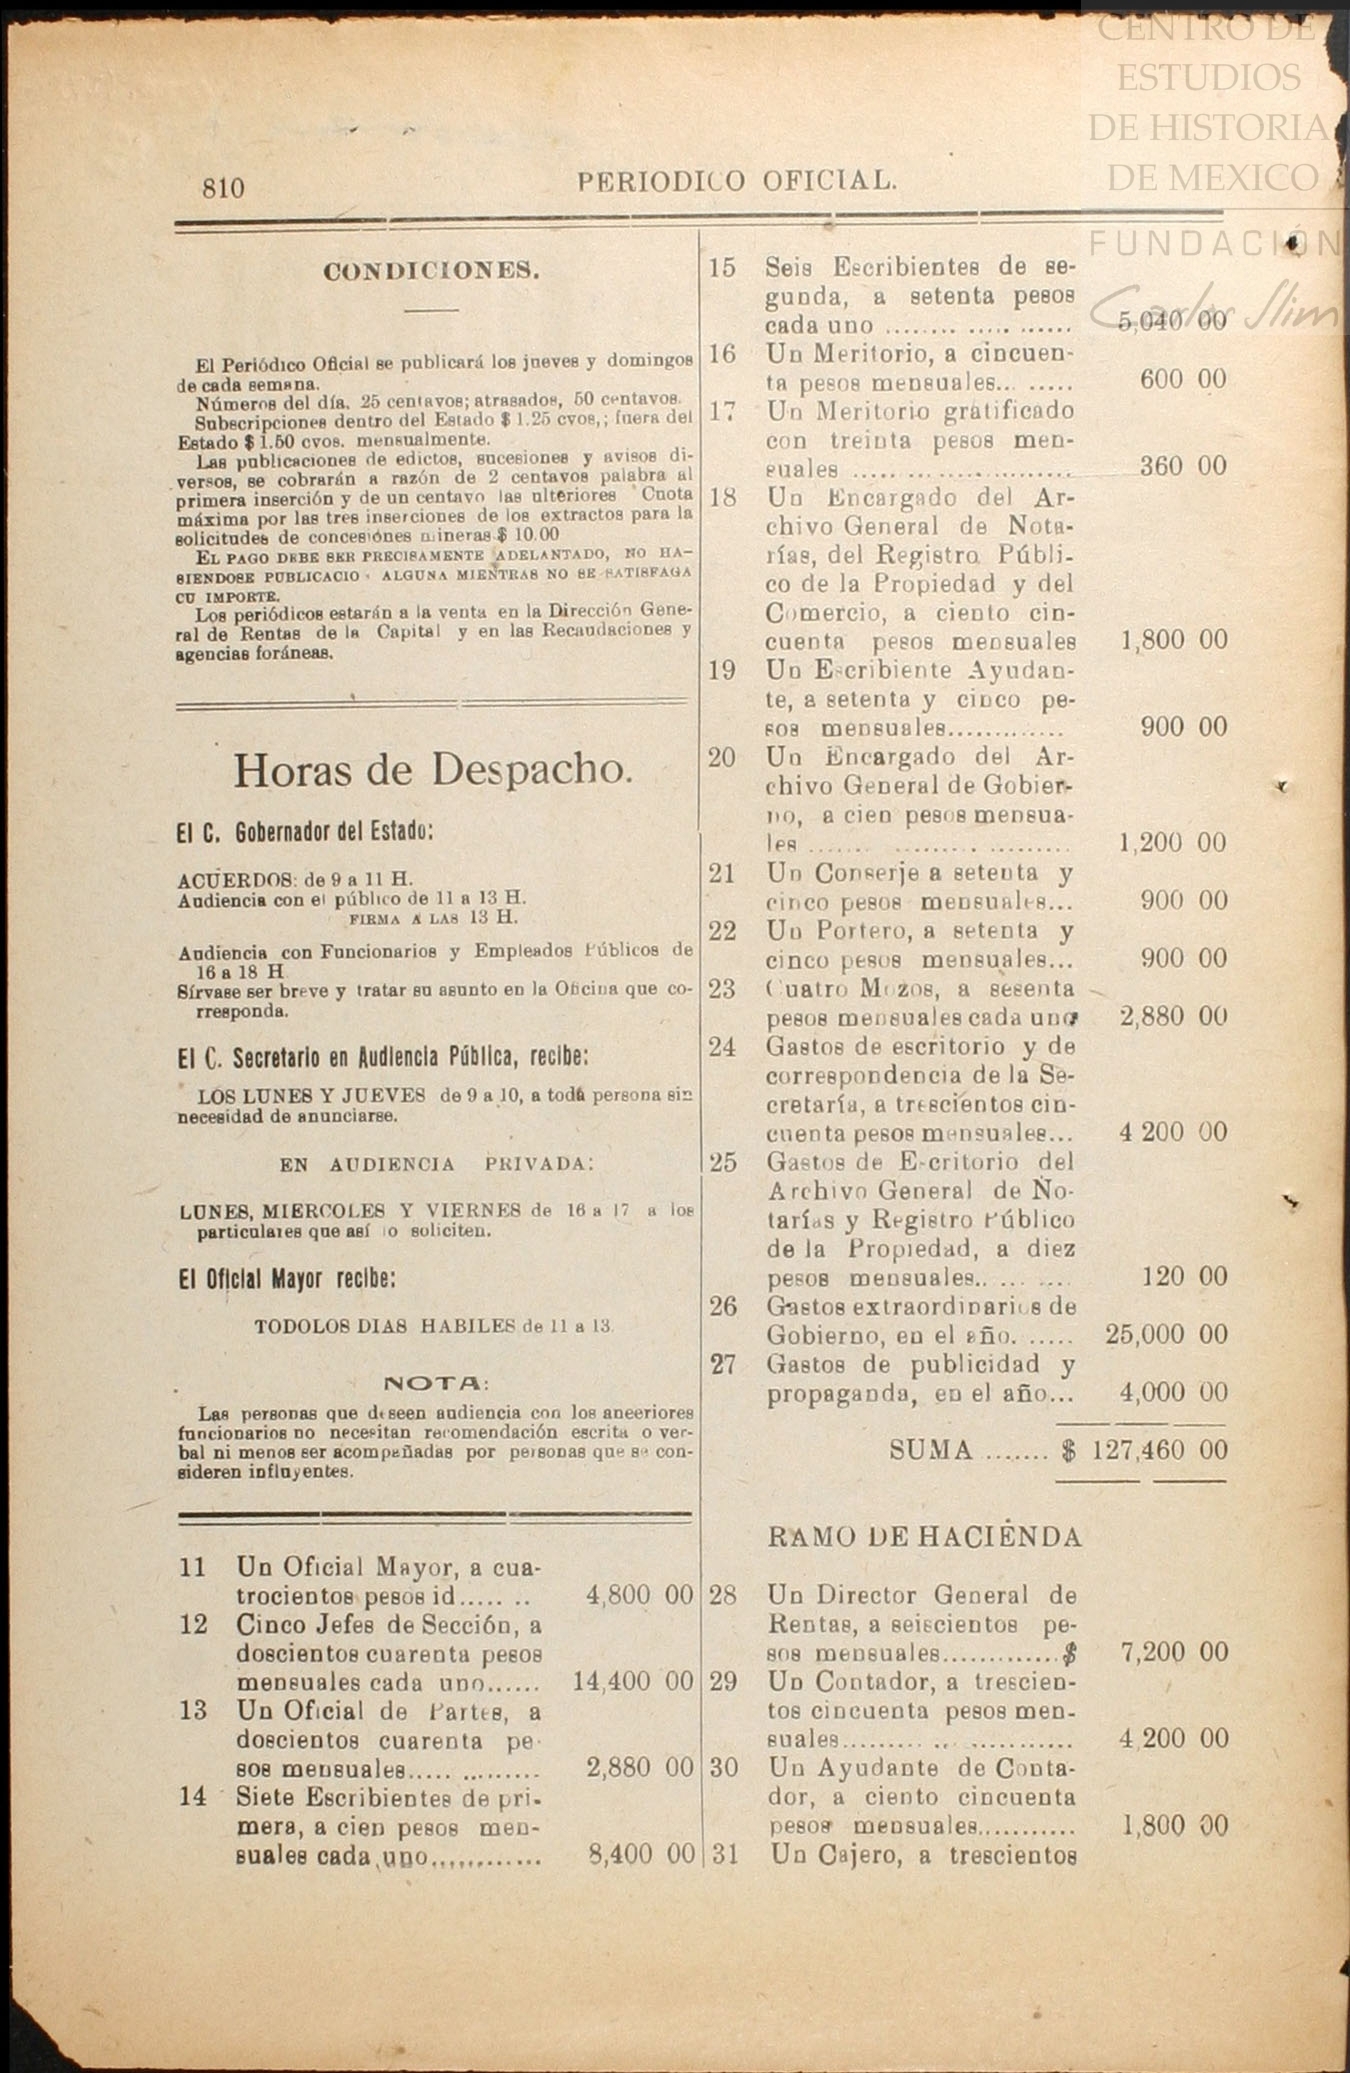 CENTRO DE
ESTUDIOS
DE HISTORIA
DE MEXICO
FUNDACIÓN
Carlos Slim
810
PERIODICO OFICIAL.
CONDICIONES.
El Periódico Oficial se publicará los jueves y domingos
de cada semana.
Números del día. 25 centavos; atrasados, 50 centavos.
Subscripciones dentro del Estado $ 1.25 cvos,; fuera del
Estado $ 1.50 cvos. mensualmente.
Las publicaciones de edictos, sucesiones y avisos di-
versos, se cobrarán a razón de 2 centavos palabra al
primera inserción y de un centavo las ulteriores Cuota
máxima por las tres inserciones de los extractos para la
solicitudes de concesiónes mineras $ 10.00
EL PAGO DEBE SER PRECISAMENTE ADELANTADO, NO HA-
BIENDOSE PUBLICACIO ALGUNA MIENTRAS NO SE SATISFAGA
CU IMPORTE.
Los periódicos estarán a la venta en la Dirección Gene-
ral de Rentas de la Capital y en las Recaudaciones y
agencias foráneas.
Horas de Despacho.
El C. Gobernador del Estado:
ACUERDOS: de 9 a 11 H.
Audiencia con el público de 11 a 13 H.
FIRMA A LAS 13 H.
Audiencia con Funcionarios y Empleados Públicos de
16 a 18 H
Sírvase ser breve y tratar su asunto en la Oficina que co-
rresponda.
El C. Secretario en Audiencia Pública, recibe:
LOS LUNES Y JUEVES de 9 a 10, a toda persona sin
necesidad de anunciarse.
EN AUDIENCIA PRIVADA:
LUNES, MIERCOLES Y VIERNES de 16 a 17 a los
particulares que así lo soliciten.
El Oficial Mayor recibe:
TODOLOS DIAS HABILES de 11 a 13.
NOTA:
Las personas que deseen audiencia con los aneeriores
funcionarios no necesitan recomendación escrita o ver-
bal ni menos ser acompañadas por personas que se con-
sideren influyentes.
11 Un Oficial Mayor, a cua-
trocientos pesos id..... .. 4,800 00
12 Cinco Jefes de Sección, a
doscientos cuarenta pesos
mensuales cada uno...... 14,400 00
13 Un Oficial de Partes, a
doscientos cuarenta pe-
sos mensuales..... ......... 2,880 00
14 Siete Escribientes de pri-
mera, a cien pesos men-
suales cada uno,,,,,,...... 8,400 00
15 Seis Escribientes de se-
gunda, a setenta pesos
cada uno ........ ..... ...... 5,040 00
16 Un Meritorio, a cincuen-
ta pesos mensuales... ..... 600 00
17 Un Meritorio gratificado
con treinta pesos men-
suales ........................ 360 00
18 Un Encargado del Ar-
chivo General de Nota-
rías, del Registro Públi-
co de la Propiedad y del
Comercio, a ciento cin-
cuenta pesos mensuales 1,800 00
19 Un Escribiente Ayudan-
te, a setenta y cinco pe-
sos mensuales............. 900 00
20 Un Encargado del Ar-
chivo General de Gobier-
no, a cien pesos mensua-
les ....... ......... ......... 1,200 00
21 Un Conserje a setenta y
cinco pesos mensuales... 900 00
22 Un Portero, a setenta y
cinco pesos mensuales... 900 00
23 Cuatro Mozos, a sesenta
pesos mensuales cada uno 2,880 00
24 Gastos de escritorio y de
correspondencia de la Se-
cretaría, a trescientos cin-
cuenta pesos mensuales... 4 200 00
25 Gastos de Escritorio del
Archivo General de No-
tarías y Registro Público
de la Propiedad, a diez
pesos mensuales.. ... .... 120 00
26 Gastos extraordinarios de
Gobierno, en el año. ..... 25,000 00
27 Gastos de publicidad y
propaganda, en el año... 4,000 00
SUMA ....... $ 127,460 00
RAMO DE HACIÉNDA
28 Un Director General de
Rentas, a seiscientos pe-
sos mensuales.............$ 7,200 00
29 Un Contador, a trescien-
tos cincuenta pesos men-
suales......... .. ........... 4 200 00
30 Un Ayudante de Conta-
dor, a ciento cincuenta
pesos mensuales........... 1,800 00
31 Un Cajero, a trescientos